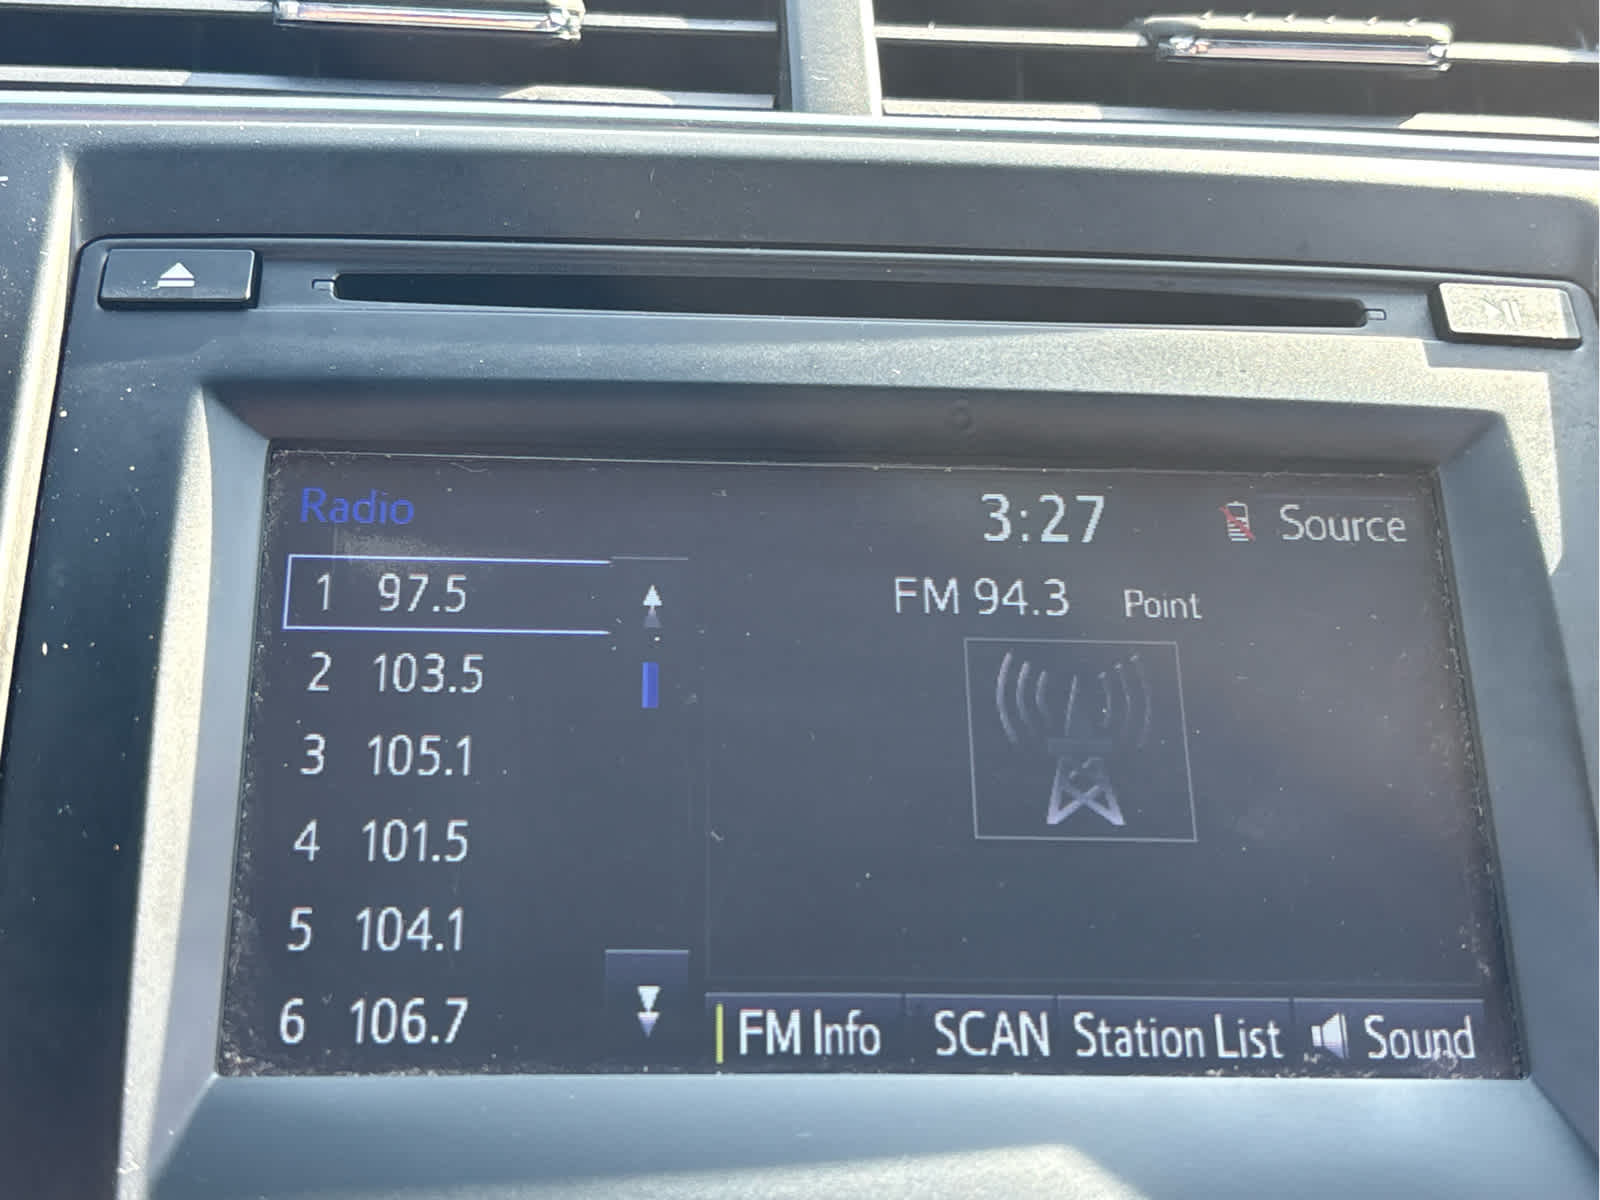 Radio
3:27
Source
1 97.5
FM 94.3 Point
2 103.5
3 105.1
4 101.5
5 104.1
6 106.7
FM Info
SCAN
Station List
Sound